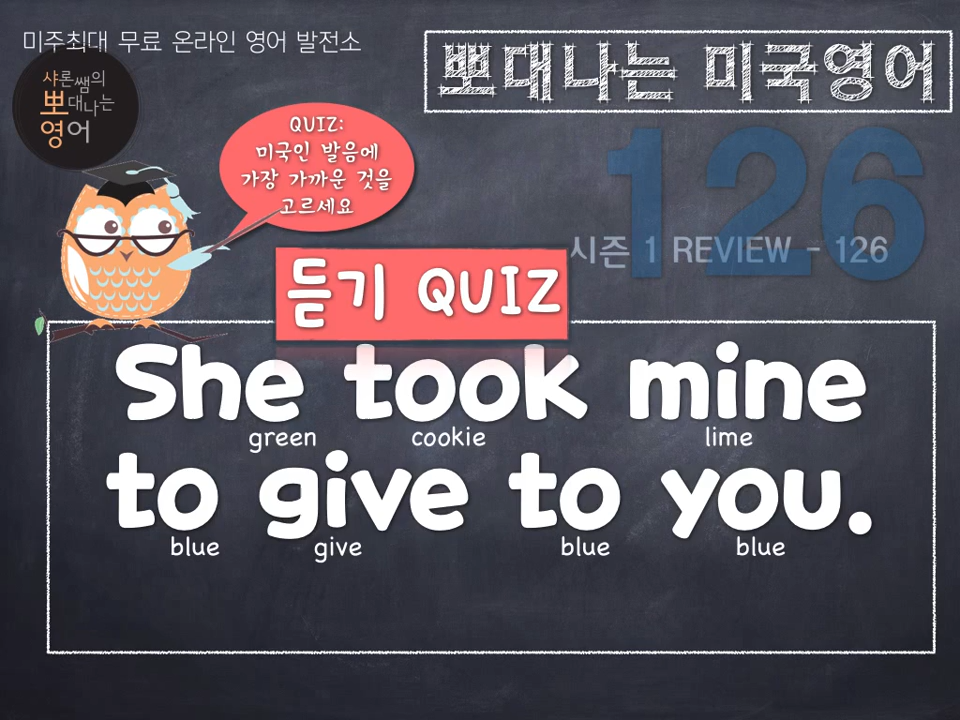 미주최대 무료 온라인 영어 발전소
뽀대나는 미국영어
샤론쌤의
뽀대나는
영어
QUIZ:
미국인 발음에
가장 가까운 것을
고르세요
126
시즌 1 REVIEW - 126
듣기 QUIZ
She took mine
green cookie lime
to give to you.
blue give blue blue